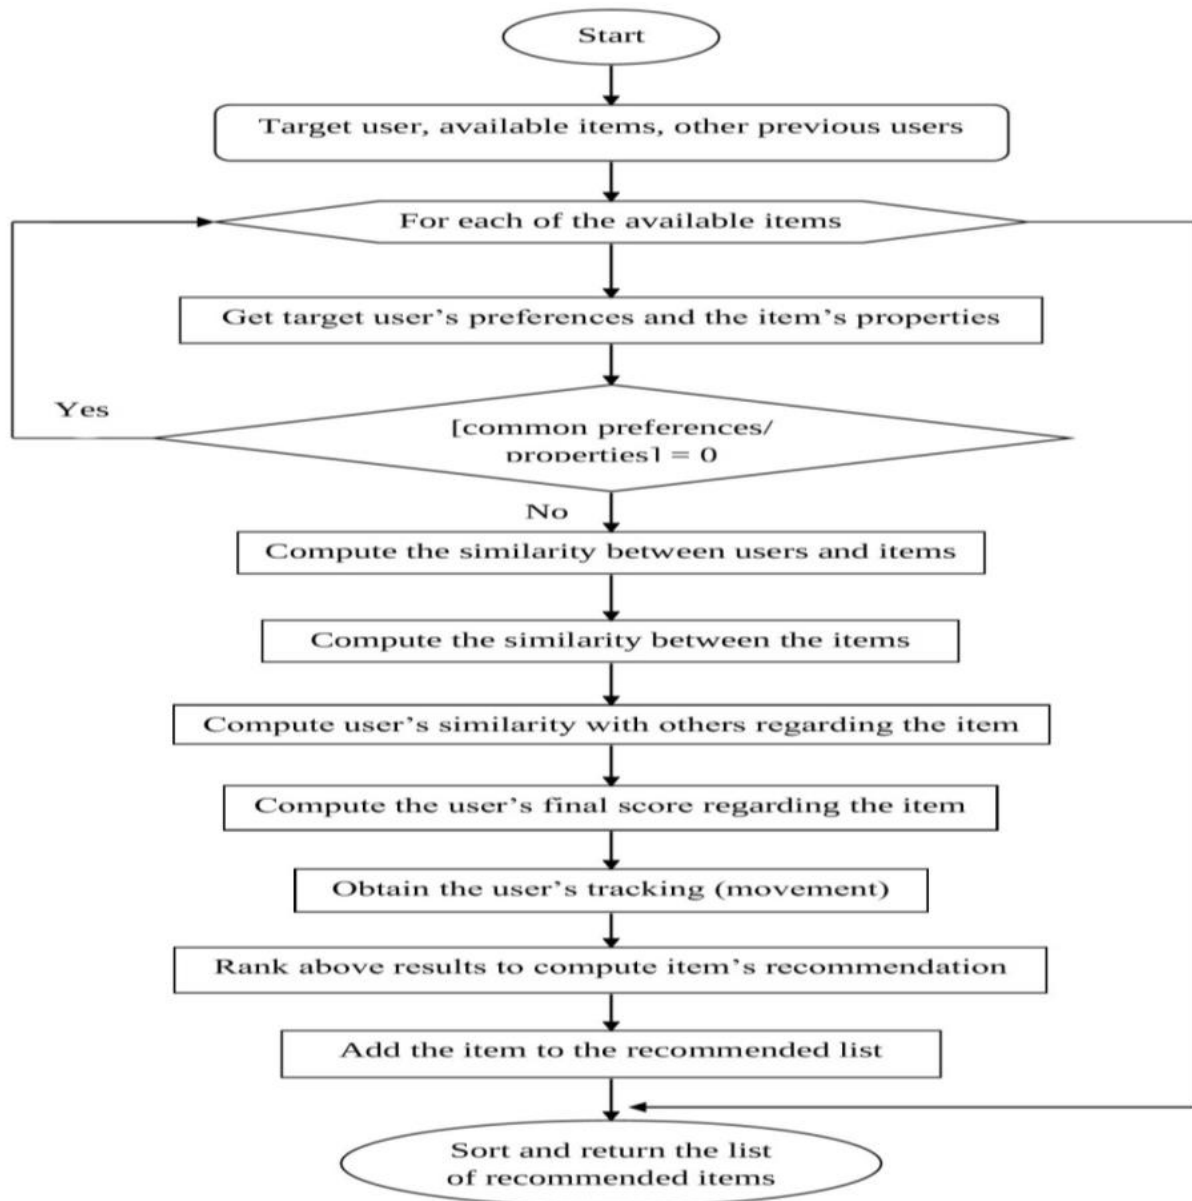 Start
Target user, available items, other previous users
For each of the available items
Get target user’s preferences and the item’s properties
Yes
[common preferences/
properties] = 0
No
Compute the similarity between users and items
Compute the similarity between the items
Compute user’s similarity with others regarding the item
Compute the user’s final score regarding the item
Obtain the user’s tracking (movement)
Rank above results to compute item’s recommendation
Add the item to the recommended list
Sort and return the list
of recommended items